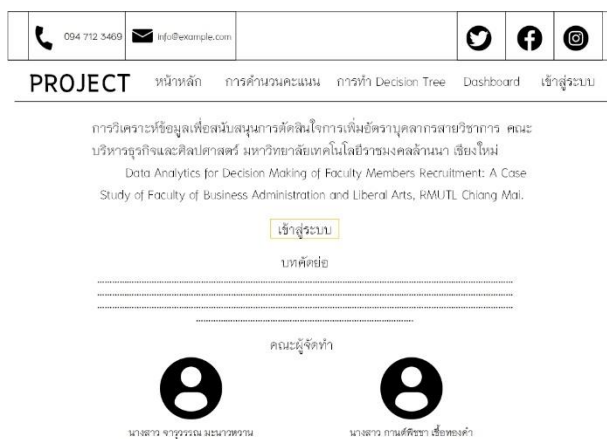 094 712 3469 info@example.com
PROJECT หน้าหลัก การคำนวนคะแนน การทำ Decision Tree Dashboard เข้าสู่ระบบ
การวิเคราะห์ข้อมูลเพื่อสนับสนุนการตัดสินใจการเพิ่มอัตราบุคลากรสายวิชาการ คณะ
บริหารธุรกิจและศิลปศาสตร์ มหาวิทยาลัยเทคโนโลยีราชมงคลล้านนา เชียงใหม่
Data Analytics for Decision Making of Faculty Members Recruitment: A Case
Study of Faculty of Business Administration and Liberal Arts, RMUTL Chiang Mai.
เข้าสู่ระบบ
บทคัดย่อ
คณะผู้จัดทำ
นางสาว จารุวรรณ มะนาวหวาน นางสาว กานต์พิชชา เชื้อทองคำ